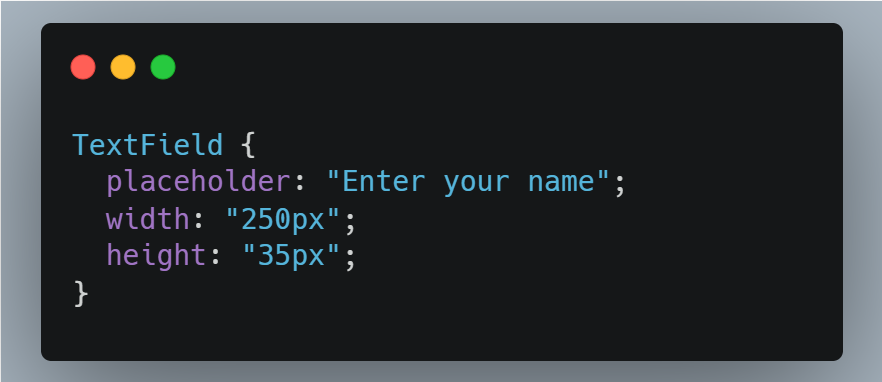 TextField {
  placeholder: "Enter your name";
  width: "250px";
  height: "35px";
}